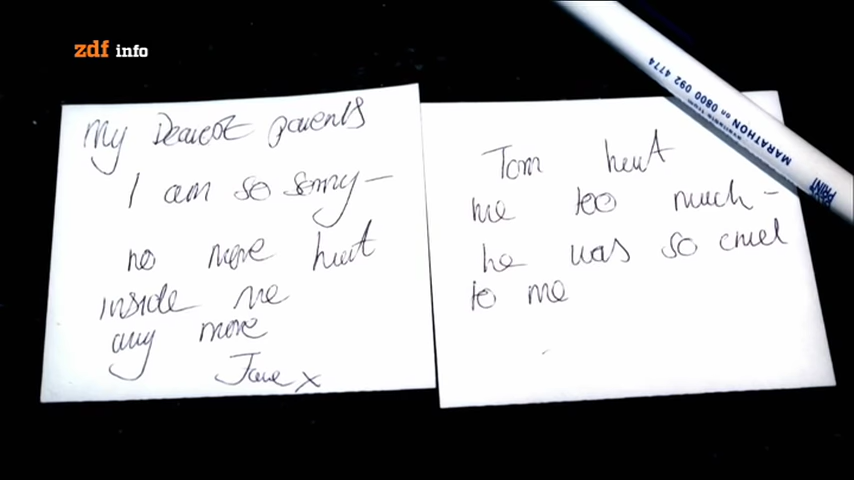 zdf info
My Dearest parents
I am so sorry –
no more hurt
inside me
any more
Jane x
Tom hurt
me too much –
he was so cruel
to me
MARATHON on 0800 092 4774
PRINT